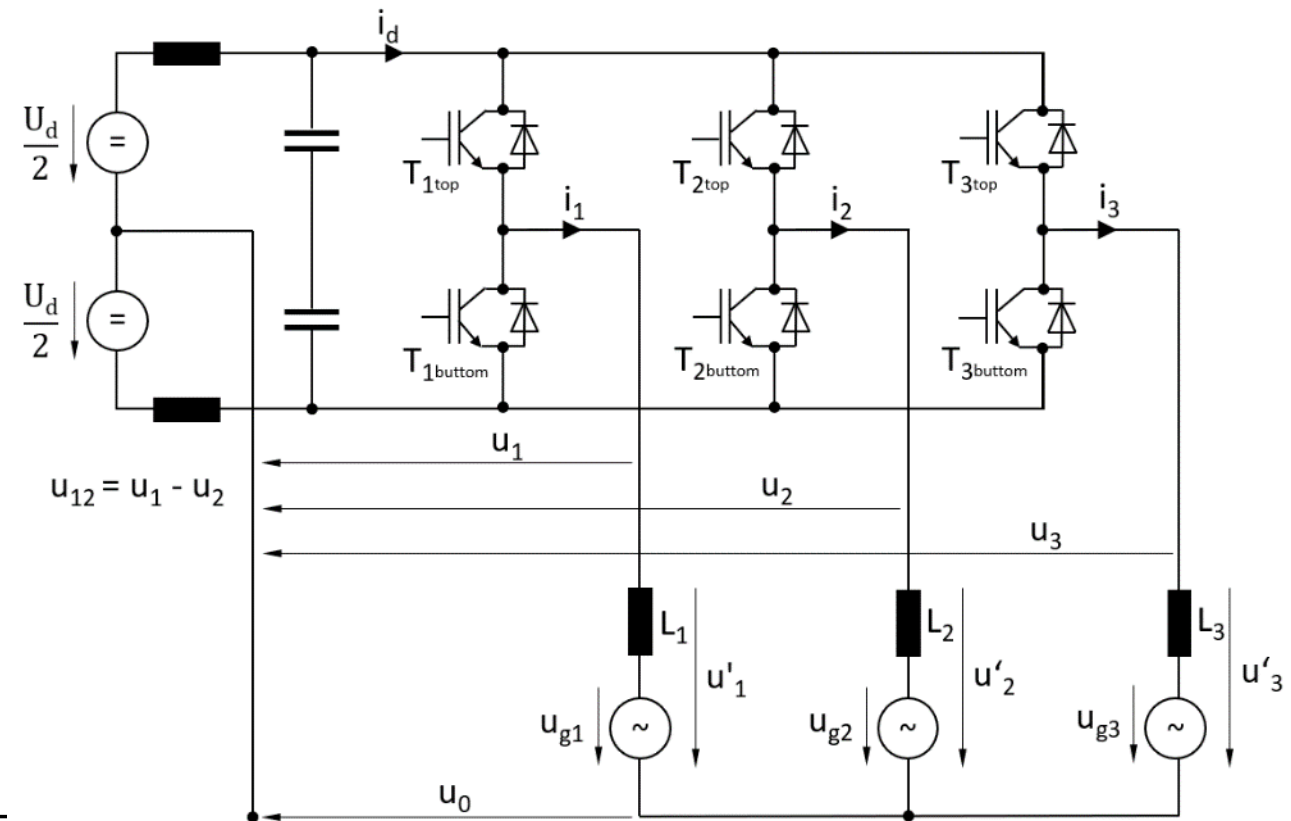 i_d
U_d/2
=
T_1top
T_2top
T_3top
i_1
i_2
i_3
U_d/2
=
T_1buttom
T_2buttom
T_3buttom
u_1
u_12 = u_1 - u_2
u_2
u_3
L_1
L_2
L_3
u'_1
u‘_2
u‘_3
u_g1
~
u_g2
~
u_g3
~
u_0